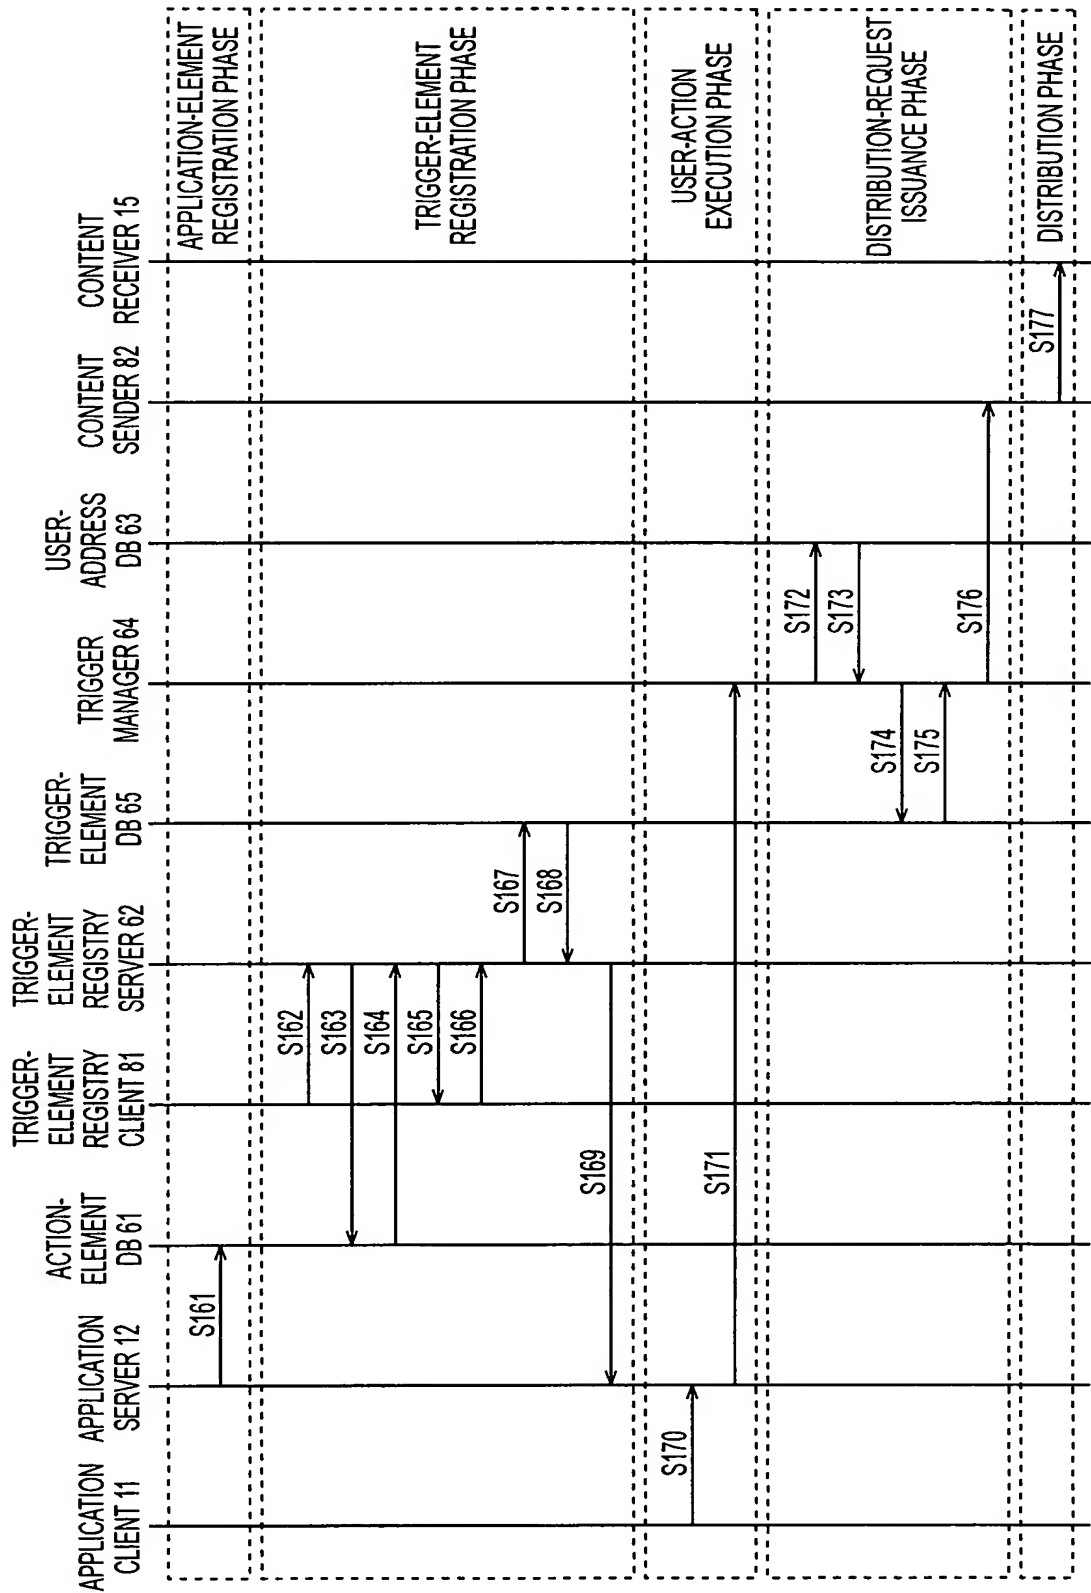 APPLICATION
CLIENT 11
APPLICATION
SERVER 12
ACTION-
ELEMENT
DB 61
TRIGGER-
ELEMENT
REGISTRY
CLIENT 81
TRIGGER-
ELEMENT
REGISTRY
SERVER 62
TRIGGER-
ELEMENT
DB 65
TRIGGER
MANAGER 64
USER-
ADDRESS
DB 63
CONTENT
SENDER 82
CONTENT
RECEIVER 15
S161
APPLICATION-ELEMENT
REGISTRATION PHASE
S162
S163
S164
S165
S166
S167
S168
S169
TRIGGER-ELEMENT
REGISTRATION PHASE
S170
S171
USER-ACTION
EXECUTION PHASE
S172
S173
S174
S175
S176
DISTRIBUTION-REQUEST
ISSUANCE PHASE
S177
DISTRIBUTION PHASE